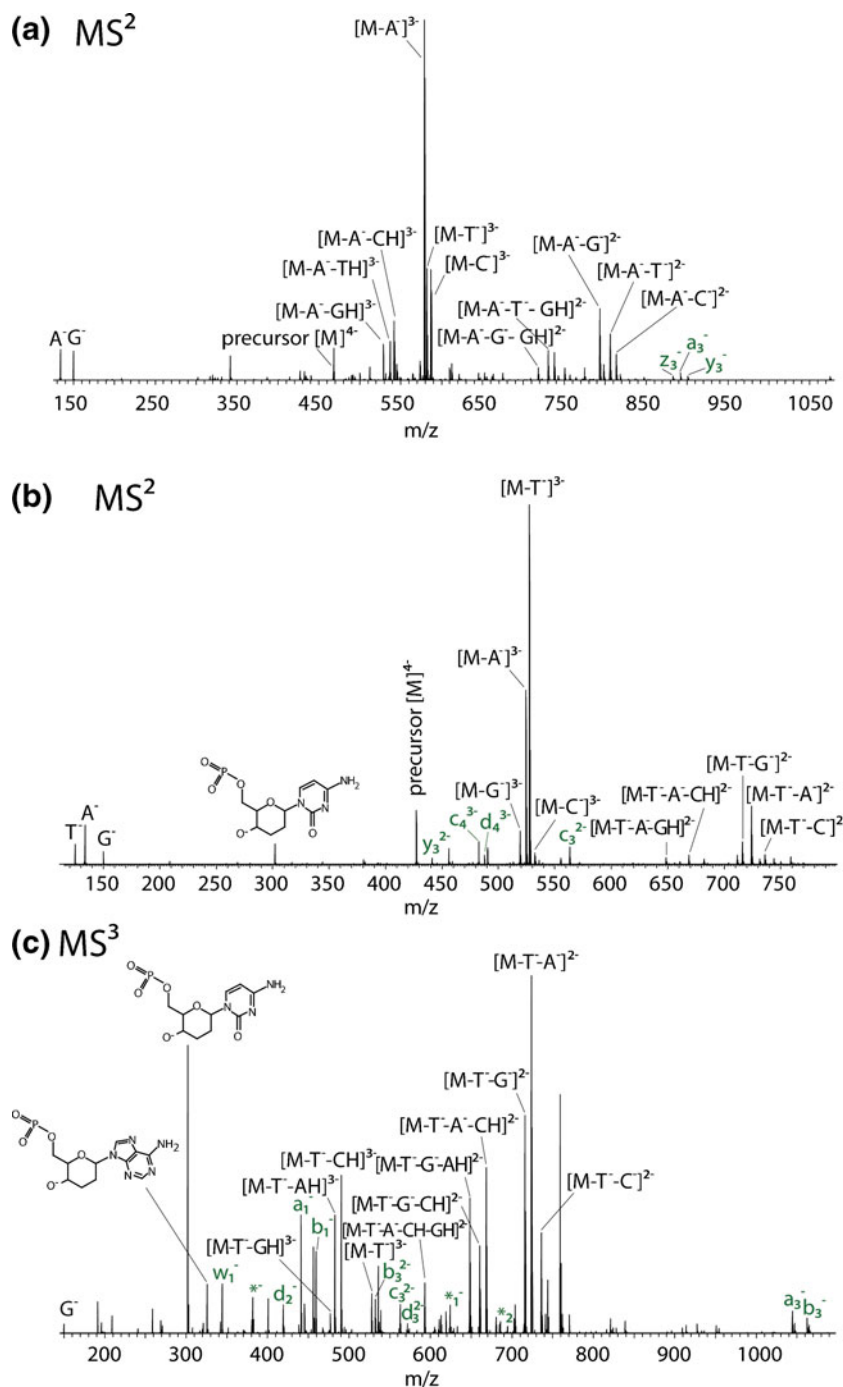 (a) MS²
[M-A⁻]³⁻
[M-A⁻-CH]³⁻
[M-T⁻]³⁻
[M-A⁻-TH]³⁻
[M-C⁻]³⁻
[M-A⁻-G⁻]²⁻
[M-A⁻-GH]³⁻
[M-A⁻-T⁻]²⁻
[M-A⁻-T⁻- GH]²⁻
[M-A⁻-C⁻]²⁻
precursor [M]⁴⁻
[M-A⁻-G⁻- GH]²⁻
A⁻ G⁻
z₃⁻ a₃⁻ y₃⁻
150 250 350 450 550 650 750 850 950 1050
m/z
(b) MS²
[M-T⁻]³⁻
[M-A⁻]³⁻
precursor [M]⁴⁻
O P O O⁻ O O O⁻ N N NH₂ O
[M-T⁻-G⁻]²⁻
[M-G⁻]³⁻
[M-T⁻-A⁻-CH]²⁻
[M-T⁻-A⁻]²⁻
[M-C⁻]³⁻
T⁻ A⁻ G⁻
y₃²⁻ c₄³⁻ d₄³⁻ c₃²⁻
[M-T⁻-A⁻-GH]²⁻
[M-T⁻-C⁻]²⁻
150 200 250 300 350 400 450 500 550 600 650 700 750
m/z
(c) MS³
[M-T⁻-A⁻]²⁻
O P O O⁻ O O O⁻ N N NH₂ O
[M-T⁻-G⁻]²⁻
O P O O⁻ O O O⁻ N N N N NH₂
[M-T⁻-A⁻-CH]²⁻
[M-T⁻-CH]³⁻
[M-T⁻-G⁻-AH]²⁻
[M-T⁻-C⁻]²⁻
[M-T⁻-AH]³⁻
[M-T⁻-G⁻-CH]²⁻
a₁⁻ b₁⁻
[M-T⁻-A⁻-CH-GH]²⁻
[M-T⁻-GH]³⁻
[M-T⁻]³⁻
w₁⁻ *⁻ d₂⁻ b₃²⁻ c₃²⁻ d₃²⁻ *₁⁻ *₂⁻
G⁻
a₃⁻ b₃⁻
200 300 400 500 600 700 800 900 1000
m/z